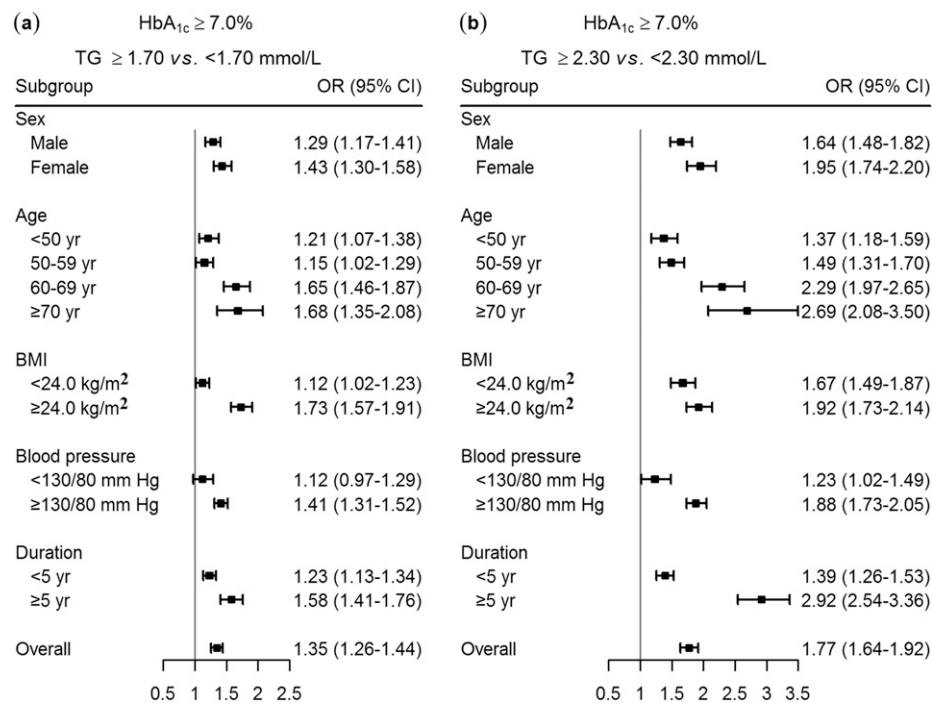 (a) HbA1c ≥ 7.0%
TG ≥ 1.70 vs. <1.70 mmol/L
Subgroup OR (95% CI)
Sex
Male 1.29 (1.17-1.41)
Female 1.43 (1.30-1.58)
Age
<50 yr 1.21 (1.07-1.38)
50-59 yr 1.15 (1.02-1.29)
60-69 yr 1.65 (1.46-1.87)
≥70 yr 1.68 (1.35-2.08)
BMI
<24.0 kg/m² 1.12 (1.02-1.23)
≥24.0 kg/m² 1.73 (1.57-1.91)
Blood pressure
<130/80 mm Hg 1.12 (0.97-1.29)
≥130/80 mm Hg 1.41 (1.31-1.52)
Duration
<5 yr 1.23 (1.13-1.34)
≥5 yr 1.58 (1.41-1.76)
Overall 1.35 (1.26-1.44)
0.5 1 1.5 2 2.5
(b) HbA1c ≥ 7.0%
TG ≥ 2.30 vs. <2.30 mmol/L
Subgroup OR (95% CI)
Sex
Male 1.64 (1.48-1.82)
Female 1.95 (1.74-2.20)
Age
<50 yr 1.37 (1.18-1.59)
50-59 yr 1.49 (1.31-1.70)
60-69 yr 2.29 (1.97-2.65)
≥70 yr 2.69 (2.08-3.50)
BMI
<24.0 kg/m² 1.67 (1.49-1.87)
≥24.0 kg/m² 1.92 (1.73-2.14)
Blood pressure
<130/80 mm Hg 1.23 (1.02-1.49)
≥130/80 mm Hg 1.88 (1.73-2.05)
Duration
<5 yr 1.39 (1.26-1.53)
≥5 yr 2.92 (2.54-3.36)
Overall 1.77 (1.64-1.92)
0.5 1 1.5 2 2.5 3 3.5